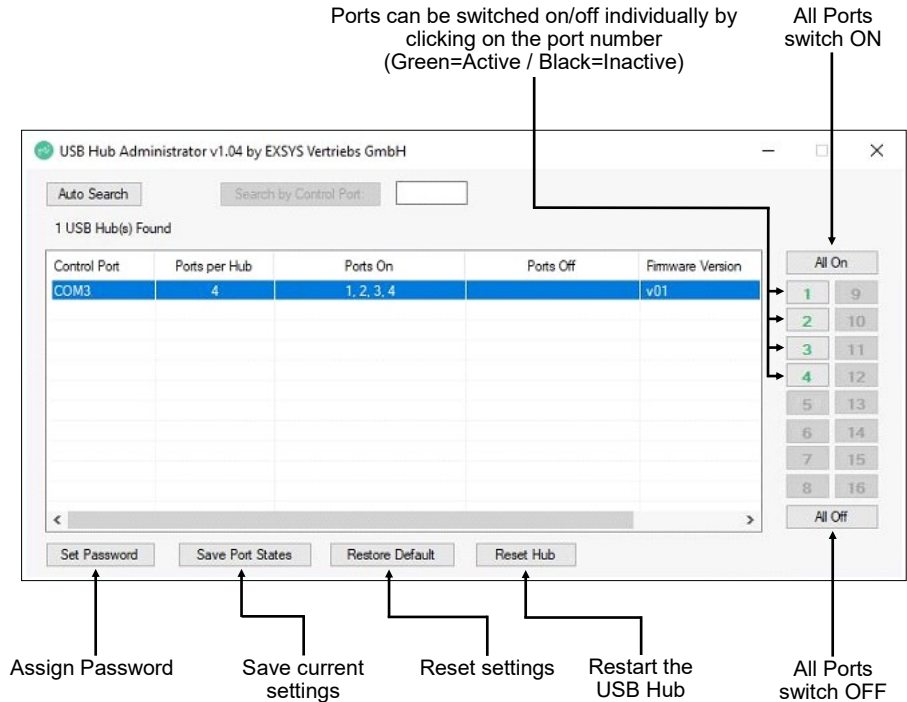 Ports can be switched on/off individually by
clicking on the port number
(Green=Active / Black=Inactive)
All Ports
switch ON
USB Hub Administrator v1.04 by EXSYS Vertriebs GmbH
Auto Search
Search by Control Port:
1 USB Hub(s) Found
Control Port Ports per Hub Ports On Ports Off Firmware Version
COM3 4 1, 2, 3, 4 v01
All On
1 9
2 10
3 11
4 12
5 13
6 14
7 15
8 16
All Off
Set Password Save Port States Restore Default Reset Hub
Assign Password
Save current
settings
Reset settings
Restart the
USB Hub
All Ports
switch OFF